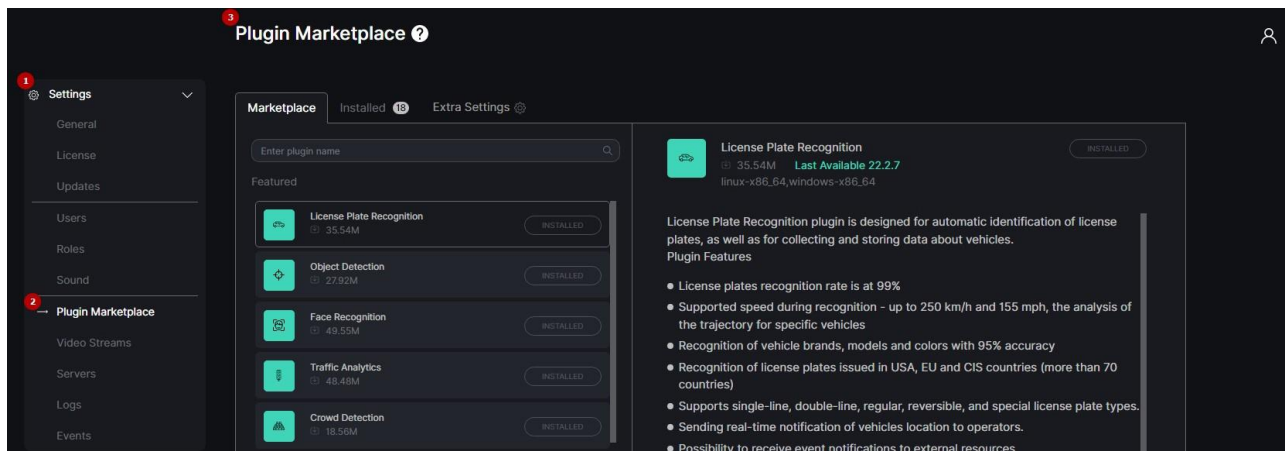 3
Plugin Marketplace ?
1
Settings
General
License
Updates
Users
Roles
Sound
2
Plugin Marketplace
Video Streams
Servers
Logs
Events
Marketplace Installed 18 Extra Settings
Enter plugin name
Featured
License Plate Recognition
35.54M
INSTALLED
Object Detection
27.92M
INSTALLED
Face Recognition
49.55M
INSTALLED
Traffic Analytics
48.48M
INSTALLED
Crowd Detection
18.56M
INSTALLED
License Plate Recognition
INSTALLED
35.54M Last Available 22.2.7
linux-x86_64,windows-x86_64
License Plate Recognition plugin is designed for automatic identification of license
plates, as well as for collecting and storing data about vehicles.
Plugin Features
● License plates recognition rate is at 99%
● Supported speed during recognition - up to 250 km/h and 155 mph, the analysis of
the trajectory for specific vehicles
● Recognition of vehicle brands, models and colors with 95% accuracy
● Recognition of license plates issued in USA, EU and CIS countries (more than 70
countries)
● Supports single-line, double-line, regular, reversible, and special license plate types.
● Sending real-time notification of vehicles location to operators.
● Possibility to receive event notifications to external resources